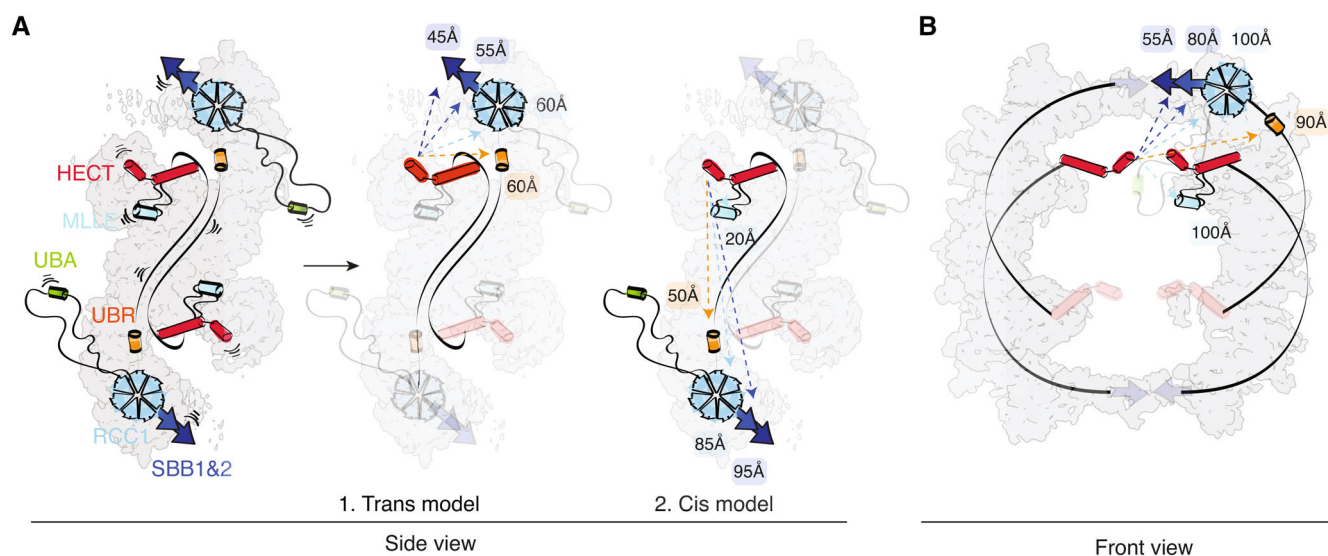 A
HECT
MLLE
UBA
UBR
RCC1
SBB1&2
45Å
55Å
60Å
60Å
1. Trans model
20Å
50Å
85Å
95Å
2. Cis model
Side view
B
55Å 80Å 100Å
90Å
100Å
Front view